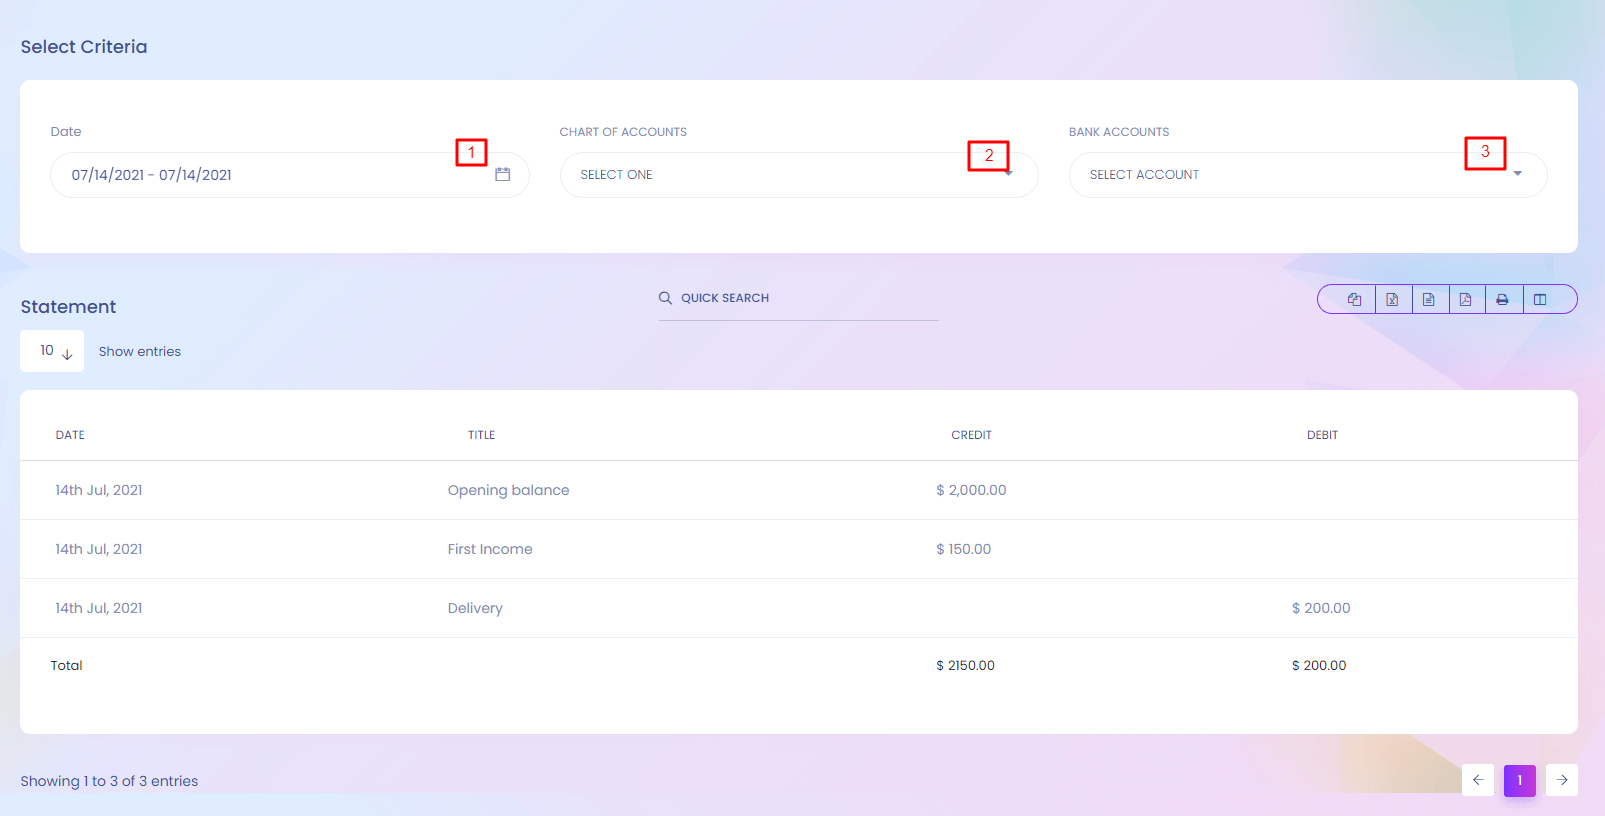 Select Criteria
Date
CHART OF ACCOUNTS
BANK ACCOUNTS
1
2
3
07/14/2021 - 07/14/2021
SELECT ONE
SELECT ACCOUNT
Statement
QUICK SEARCH
10
Show entries
DATE TITLE CREDIT DEBIT
14th Jul, 2021 Opening balance $ 2,000.00
14th Jul, 2021 First Income $ 150.00
14th Jul, 2021 Delivery $ 200.00
Total $ 2150.00 $ 200.00
Showing 1 to 3 of 3 entries
1